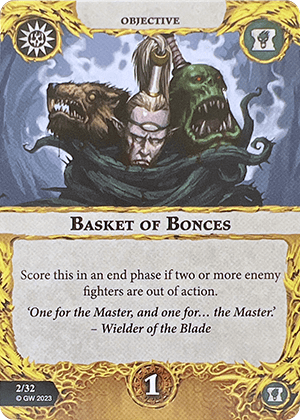 OBJECTIVE
BASKET OF BONCES
Score this in an end phase if two or more enemy
fighters are out of action.
‘One for the Master, and one for… the Master.’
– Wielder of the Blade
2/32
© GW 2023
1